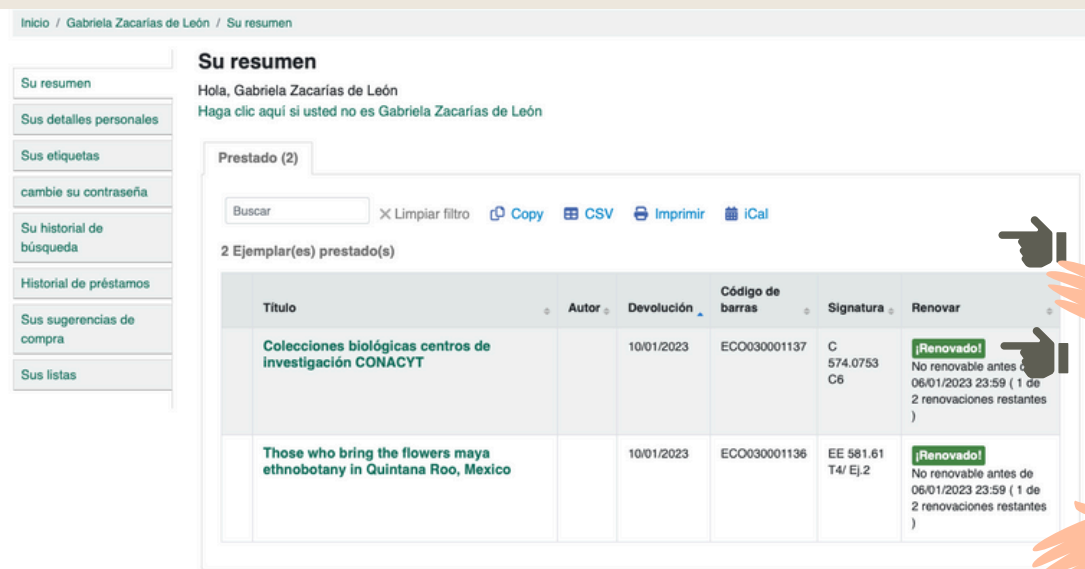 Inicio / Gabriela Zacarías de León / Su resumen
Su resumen
Sus detalles personales
Sus etiquetas
cambie su contraseña
Su historial de
búsqueda
Historial de préstamos
Sus sugerencias de
compra
Sus listas
Su resumen
Hola, Gabriela Zacarías de León
Haga clic aquí si usted no es Gabriela Zacarías de León
Prestado (2)
Buscar × Limpiar filtro Copy CSV Imprimir iCal
2 Ejemplar(es) prestado(s)
Título Autor Devolución Código de
barras Signatura Renovar
Colecciones biológicas centros de
investigación CONACYT
10/01/2023
ECO030001137
C
574.0753
C6
¡Renovado!
No renovable antes
06/01/2023 23:59 ( 1 de
2 renovaciones restantes
)
Those who bring the flowers maya
ethnobotany in Quintana Roo, Mexico
10/01/2023
ECO030001136
EE 581.61
T4/ Ej.2
¡Renovado!
No renovable antes de
06/01/2023 23:59 ( 1 de
2 renovaciones restantes
)